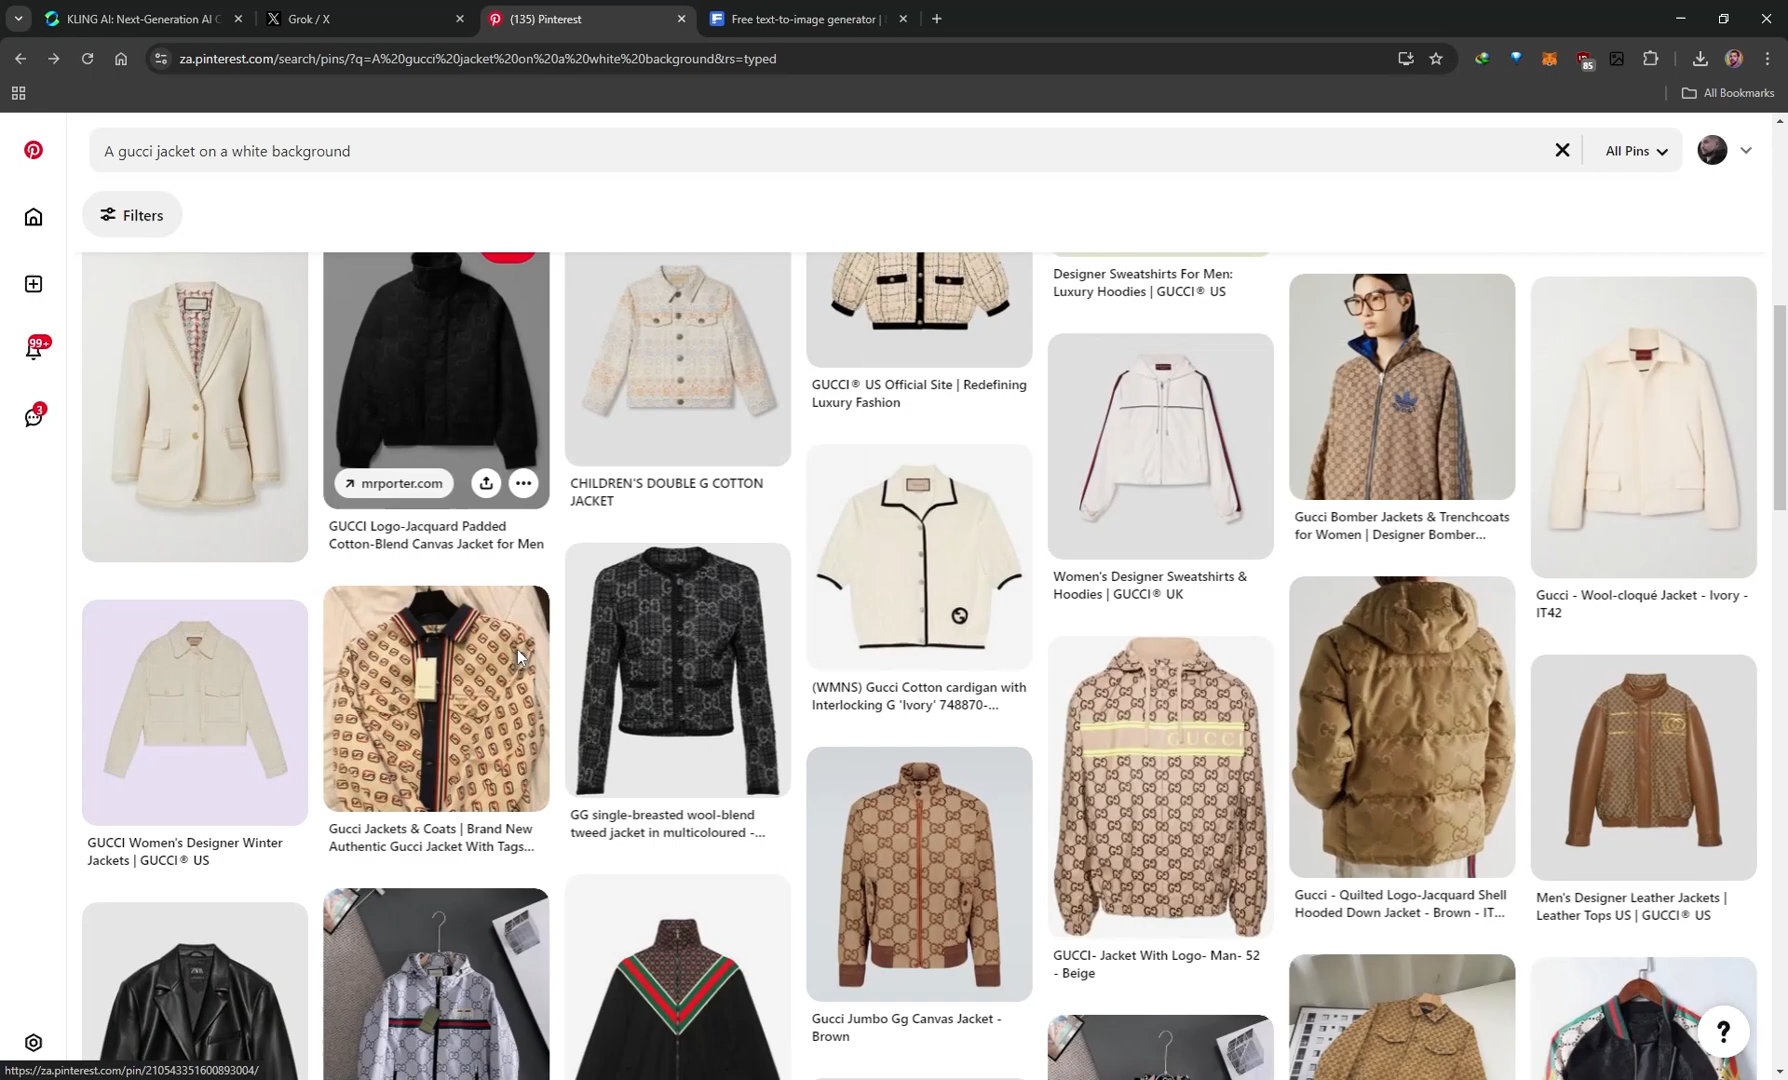 KLING AI: Next-Generation AI C
Grok / X
(135) Pinterest
Free text-to-image generator |
za.pinterest.com/search/pins/?q=A%20gucci%20jacket%20on%20a%20white%20background&rs=typed
85
All Bookmarks
A gucci jacket on a white background
All Pins
Filters
99+
3
mrporter.com
GUCCI Logo-Jacquard Padded
Cotton-Blend Canvas Jacket for Men
CHILDREN'S DOUBLE G COTTON
JACKET
GUCCI® US Official Site | Redefining
Luxury Fashion
Designer Sweatshirts For Men:
Luxury Hoodies | GUCCI® US
Women's Designer Sweatshirts &
Hoodies | GUCCI® UK
Gucci Bomber Jackets & Trenchcoats
for Women | Designer Bomber...
Gucci - Wool-cloqué Jacket - Ivory -
IT42
GUCCI Women's Designer Winter
Jackets | GUCCI® US
Gucci Jackets & Coats | Brand New
Authentic Gucci Jacket With Tags...
GG single-breasted wool-blend
tweed jacket in multicoloured -...
(WMNS) Gucci Cotton cardigan with
Interlocking G 'Ivory' 748870-...
GUCCI
GUCCI- Jacket With Logo- Man- 52
- Beige
Gucci - Quilted Logo-Jacquard Shell
Hooded Down Jacket - Brown - IT...
Men's Designer Leather Jackets |
Leather Tops US | GUCCI® US
Gucci Jumbo Gg Canvas Jacket -
Brown
ZARA
?
https://za.pinterest.com/pin/210543351600893004/